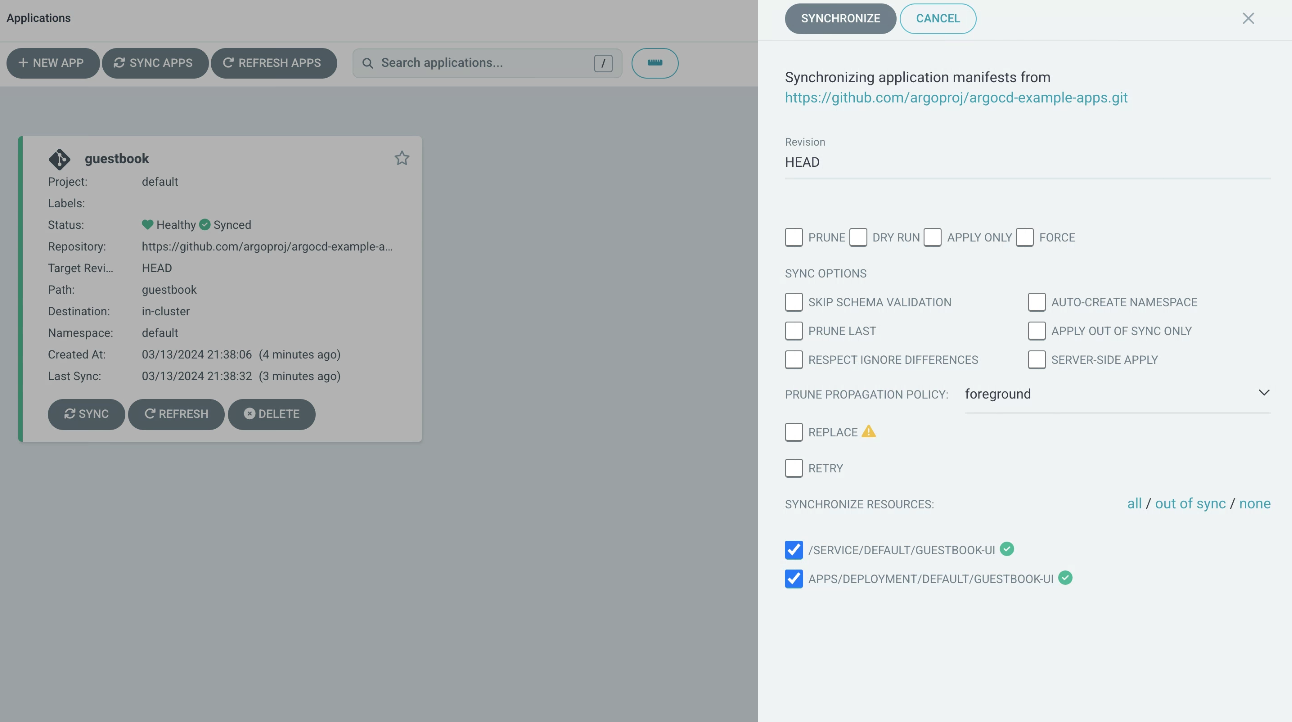 Applications
NEW APP SYNC APPS REFRESH APPS Search applications... /
guestbook
Project: default
Labels:
Status: Healthy Synced
Repository: https://github.com/argoproj/argocd-example-a...
Target Revi... HEAD
Path: guestbook
Destination: in-cluster
Namespace: default
Created At: 03/13/2024 21:38:06 (4 minutes ago)
Last Sync: 03/13/2024 21:38:32 (3 minutes ago)
SYNC REFRESH DELETE
SYNCHRONIZE CANCEL
Synchronizing application manifests from
https://github.com/argoproj/argocd-example-apps.git
Revision
HEAD
PRUNE DRY RUN APPLY ONLY FORCE
SYNC OPTIONS
SKIP SCHEMA VALIDATION AUTO-CREATE NAMESPACE
PRUNE LAST APPLY OUT OF SYNC ONLY
RESPECT IGNORE DIFFERENCES SERVER-SIDE APPLY
PRUNE PROPAGATION POLICY: foreground
REPLACE
RETRY
SYNCHRONIZE RESOURCES: all / out of sync / none
/SERVICE/DEFAULT/GUESTBOOK-UI
APPS/DEPLOYMENT/DEFAULT/GUESTBOOK-UI